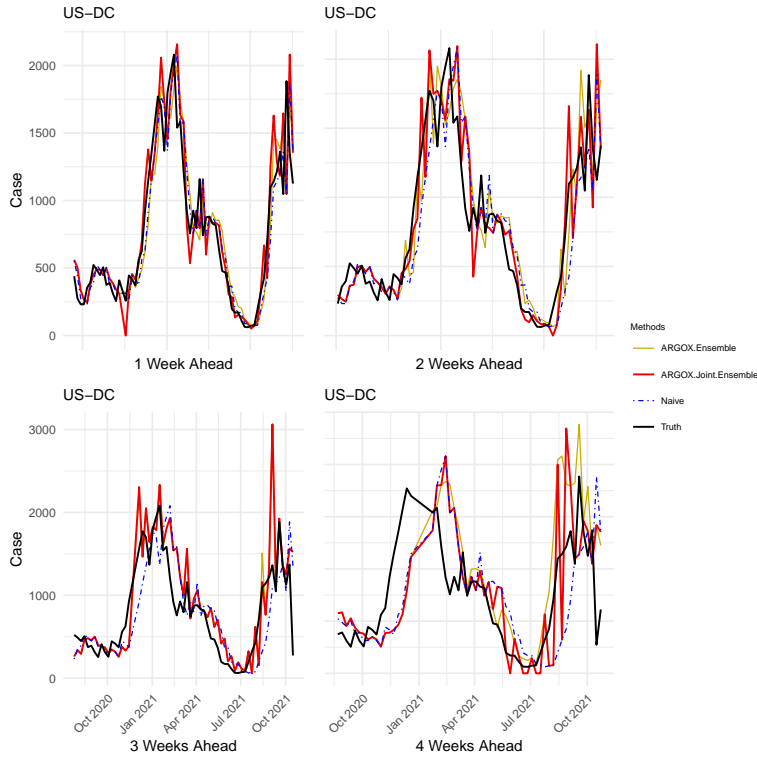 US−DC
US−DC
Case
2000
1500
1000
500
0
1 Week Ahead
2 Weeks Ahead
Methods
ARGOX.Ensemble
ARGOX.Joint.Ensemble
Naive
Truth
US−DC
US−DC
Case
3000
2000
1000
0
Oct 2020
Jan 2021
Apr 2021
Jul 2021
Oct 2021
Oct 2020
Jan 2021
Apr 2021
Jul 2021
Oct 2021
3 Weeks Ahead
4 Weeks Ahead